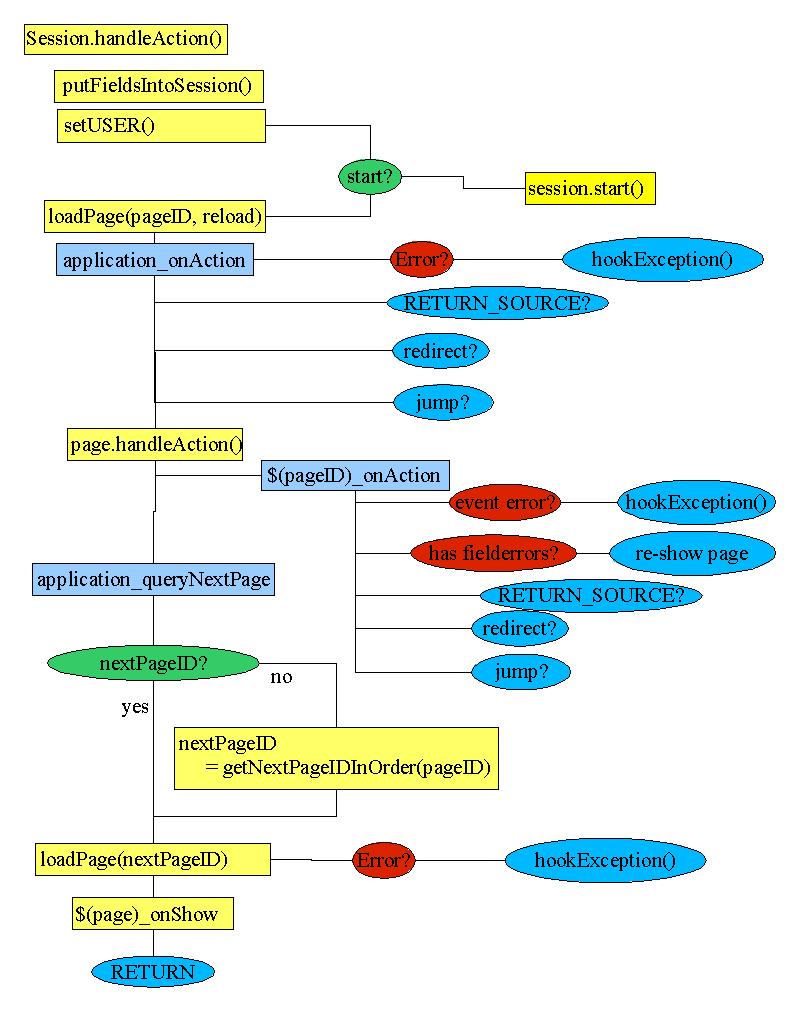 Session.handleAction()
putFieldsIntoSession()
setUSER()
start?
session.start()
loadPage(pageID, reload)
application_onAction
Error?
hookException()
RETURN_SOURCE?
redirect?
jump?
page.handleAction()
$(pageID)_onAction
event error?
hookException()
has fielderrors?
re-show page
application_queryNextPage
RETURN_SOURCE?
redirect?
nextPageID?
jump?
no
yes
nextPageID
= getNextPageIDInOrder(pageID)
loadPage(nextPageID)
Error?
hookException()
$(page)_onShow
RETURN